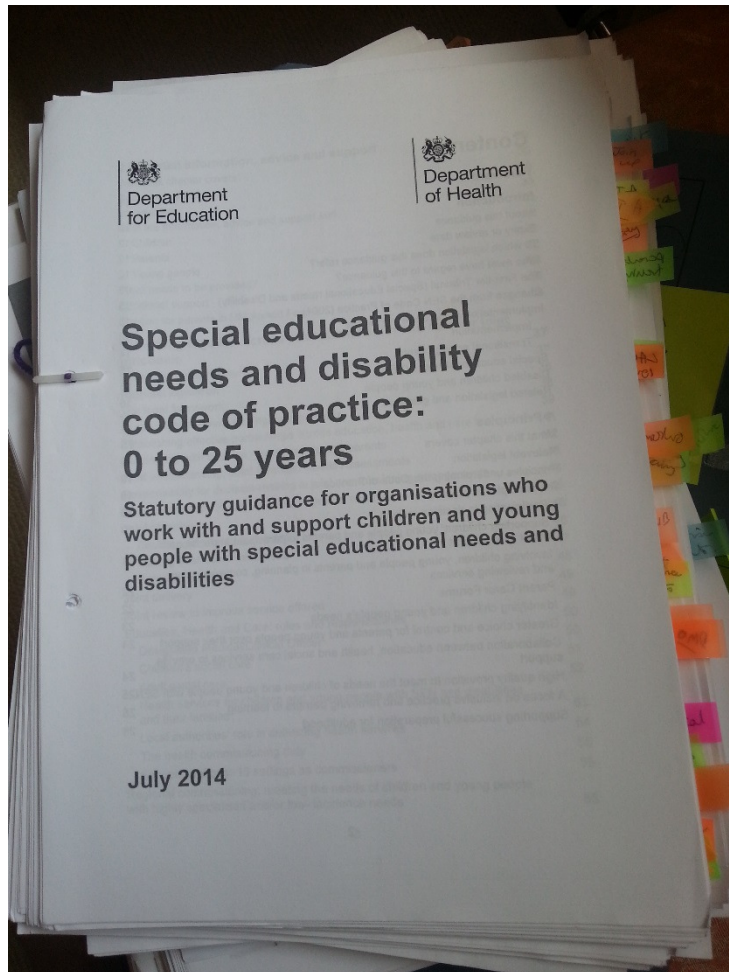 Department
for Education
Department
of Health
Special educational
needs and disability
code of practice:
0 to 25 years
Statutory guidance for organisations who
work with and support children and young
people with special educational needs and
disabilities
July 2014